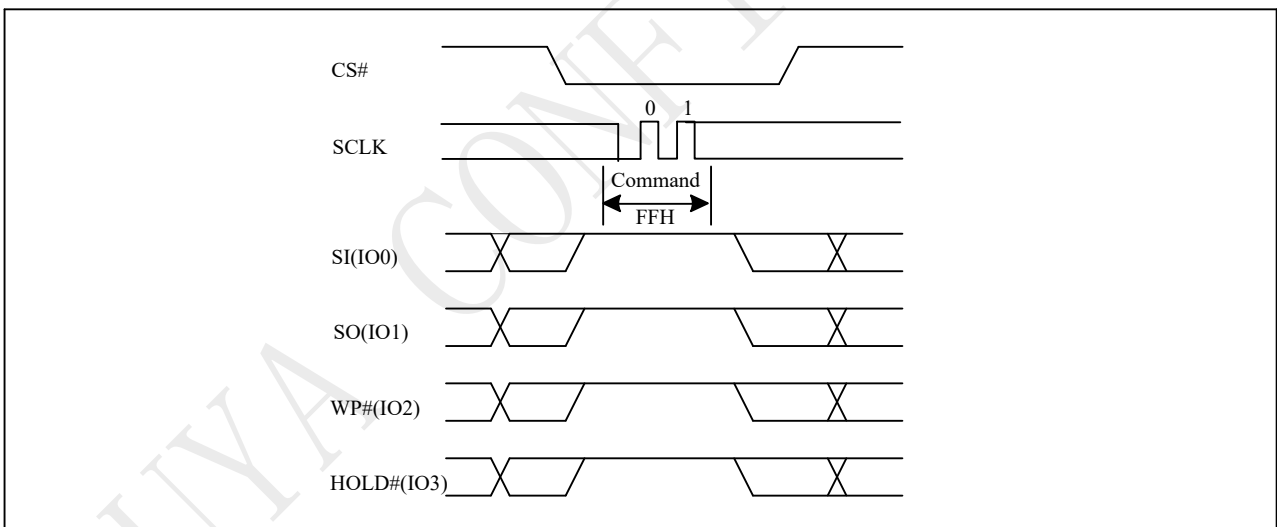 CS#
0 1
SCLK
Command
FFH
SI(IO0)
SO(IO1)
WP#(IO2)
HOLD#(IO3)